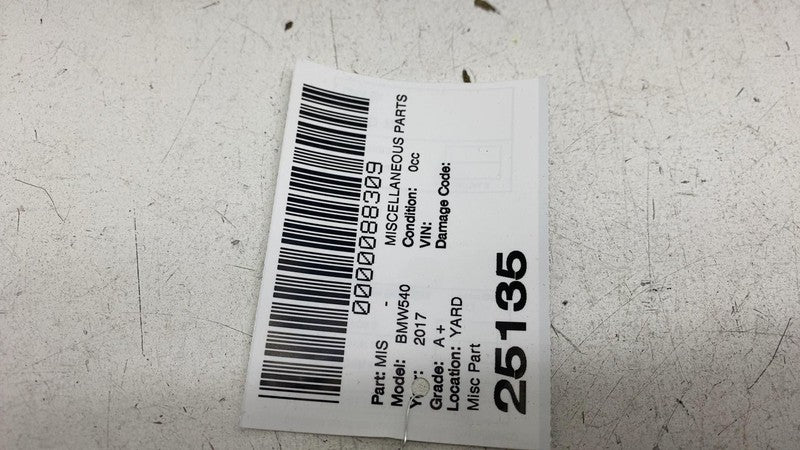 0000088309
Part: MIS - MISCELLANEOUS PARTS
Model: BMW540 Condition: 0cc
Year: 2017 VIN:
Grade: A+ Damage Code:
Location: YARD
Misc Part
25135